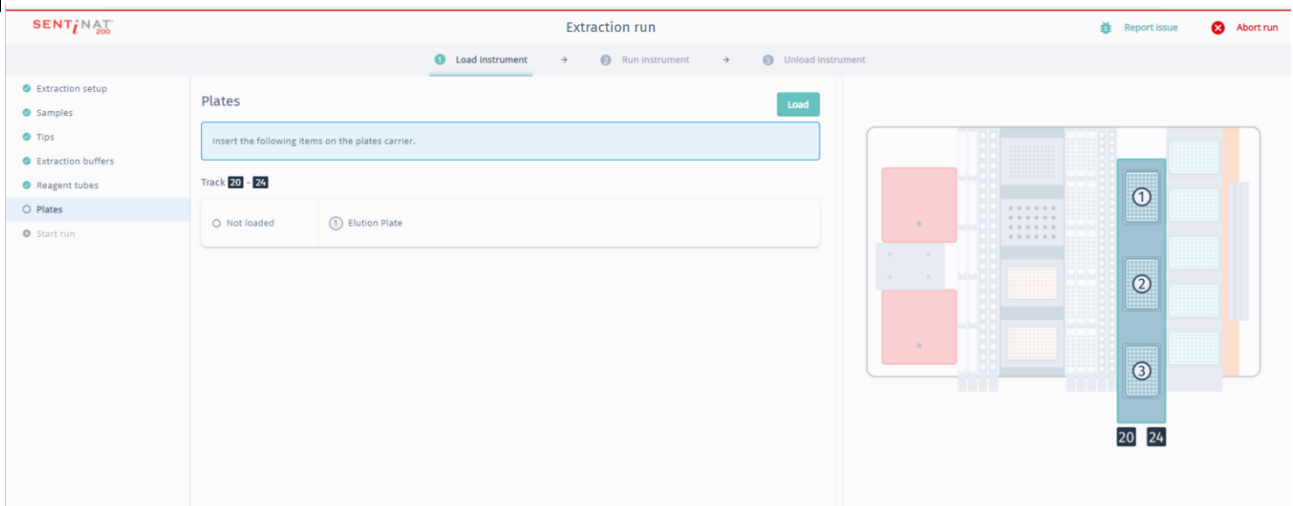 SENTiNAT
200
Extraction run
Report issue
Abort run
1 Load instrument → 2 Run instrument → 3 Unload instrument
Extraction setup
Samples
Tips
Extraction buffers
Reagent tubes
Plates
Start run
Plates
Load
Insert the following items on the plates carrier.
Track 20 - 24
Not loaded
1 Elution Plate
1
2
3
20 24